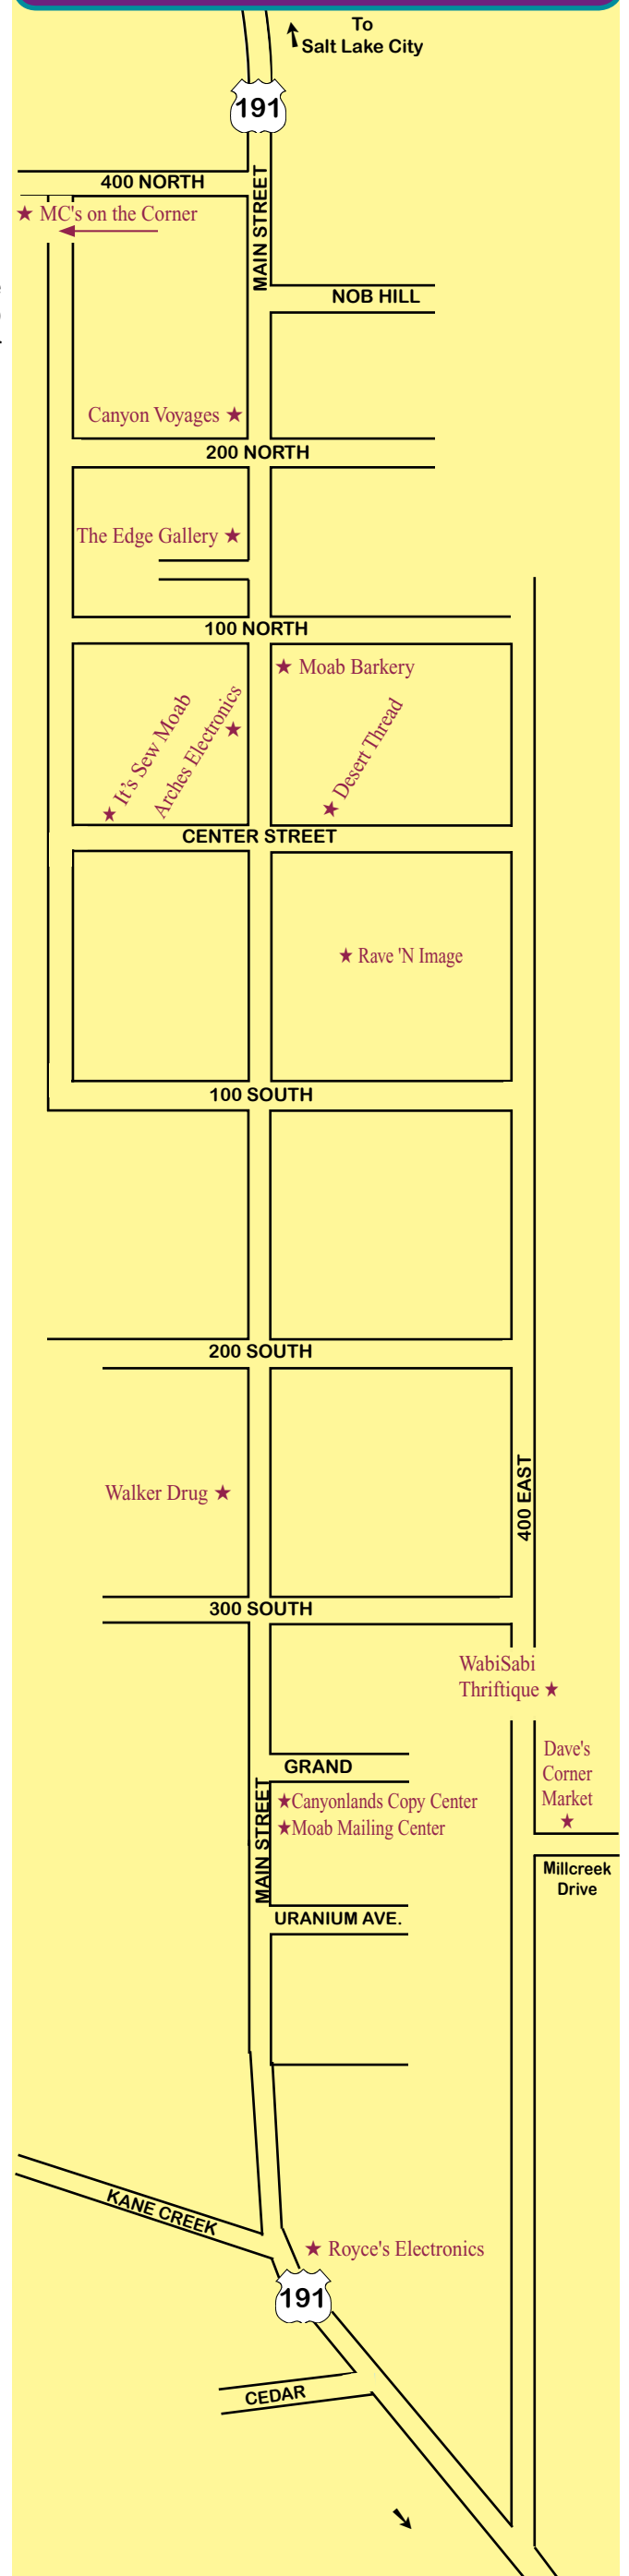 To
Salt Lake City
191
400 NORTH
MAIN STREET
MC's on the Corner
NOB HILL
Canyon Voyages
200 NORTH
The Edge Gallery
100 NORTH
Moab Barkery
It's Sew Moab
Arches Electronics
Desert Thread
CENTER STREET
Rave 'N Image
100 SOUTH
200 SOUTH
400 EAST
Walker Drug
300 SOUTH
WabiSabi
Thriftique
Dave's
Corner
Market
GRAND
MAIN STREET
Canyonlands Copy Center
Moab Mailing Center
Millcreek
Drive
URANIUM AVE.
KANE CREEK
Royce's Electronics
191
CEDAR